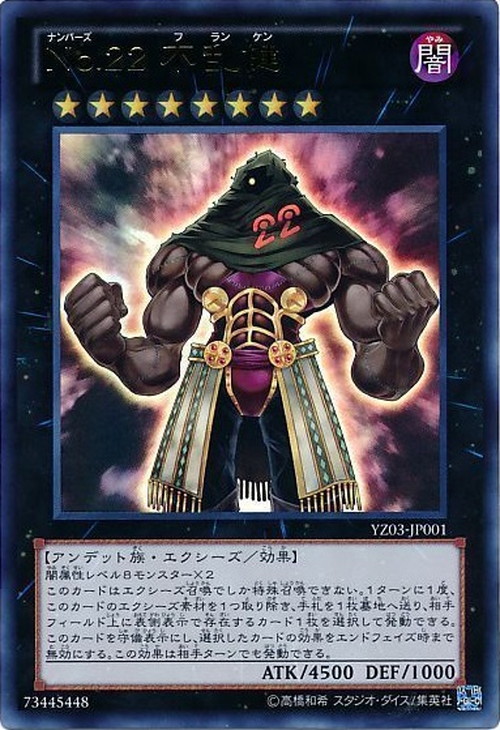 ナンバーズ フランケン
No.22 不乱健
やみ
闇
22
YZ03-JP001
【アンデット族・エクシーズ/効果】
闇属性レベル8モンスター×2
このカードはエクシーズ召喚でしか特殊召喚できない。1ターンに1度、
このカードのエクシーズ素材を1つ取り除き、手札を1枚墓地へ送り、相手
フィールド上に表側表示で存在するカード1枚を選択して発動できる。
このカードを守備表示にし、選択したカードの効果をエンドフェイズ時まで
無効にする。この効果は相手ターンでも発動できる。
ATK/4500 DEF/1000
73445448
©高橋和希 スタジオ・ダイス/集英社